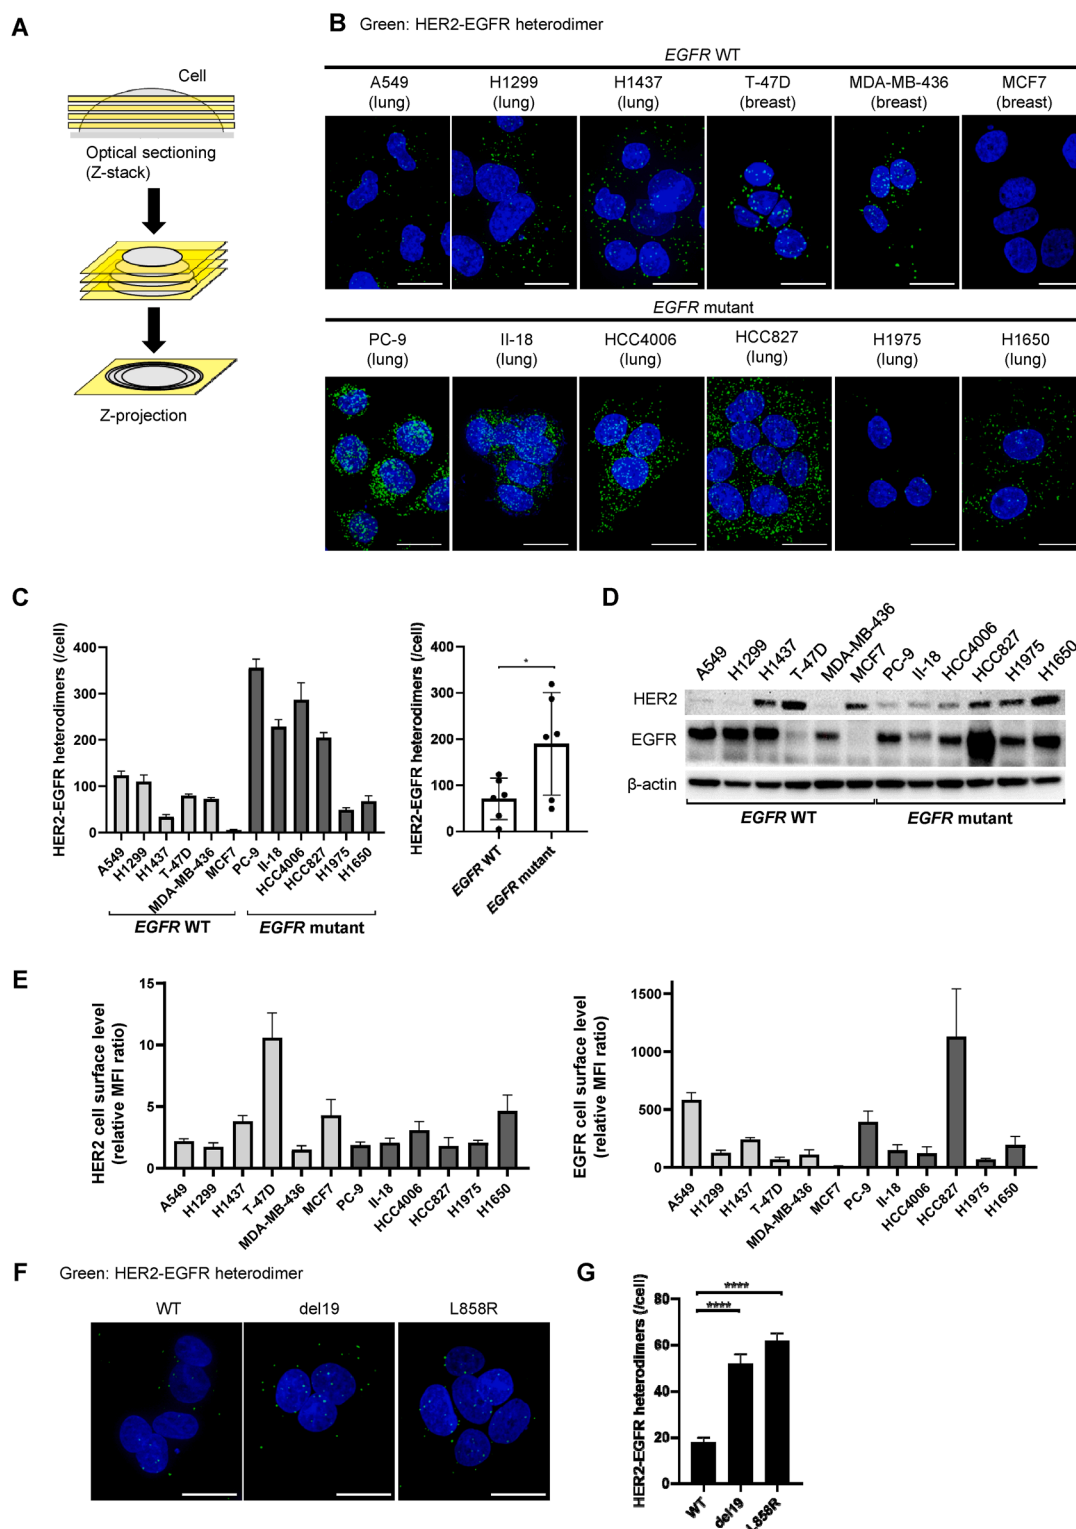 A
Cell
Optical sectioning
(Z-stack)
Z-projection
B Green: HER2-EGFR heterodimer
EGFR WT
A549 H1299 H1437 T-47D MDA-MB-436 MCF7
(lung) (lung) (lung) (breast) (breast) (breast)
EGFR mutant
PC-9 II-18 HCC4006 HCC827 H1975 H1650
(lung) (lung) (lung) (lung) (lung) (lung)
C
HER2-EGFR heterodimers (/cell)
400
300
200
100
0
A549 H1299 H1437 T-47D MDA-MB-436 MCF7 PC-9 II-18 HCC4006 HCC827 H1975 H1650
EGFR WT EGFR mutant
HER2-EGFR heterodimers (/cell)
400
300
200
100
0
*
EGFR WT EGFR mutant
D
A549 H1299 H1437 T-47D MDA-MB-436 MCF7 PC-9 II-18 HCC4006 HCC827 H1975 H1650
HER2
EGFR
β-actin
EGFR WT EGFR mutant
E
HER2 cell surface level
(relative MFI ratio)
15
10
5
0
A549 H1299 H1437 T-47D MDA-MB-436 MCF7 PC-9 II-18 HCC4006 HCC827 H1975 H1650
EGFR cell surface level
(relative MFI ratio)
1500
1000
500
0
A549 H1299 H1437 T-47D MDA-MB-436 MCF7 PC-9 II-18 HCC4006 HCC827 H1975 H1650
F Green: HER2-EGFR heterodimer
WT del19 L858R
G
HER2-EGFR heterodimers (/cell)
80
60
40
20
0
****
****
WT del19 L858R